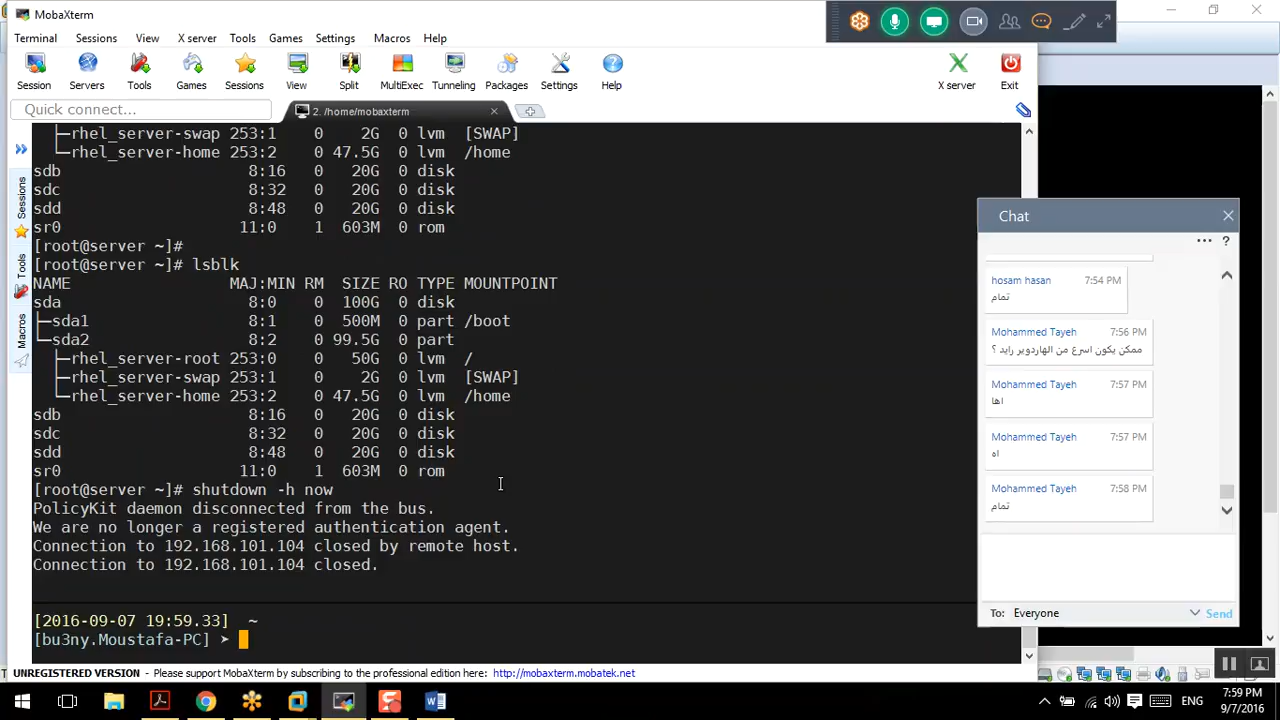 MobaXterm
Terminal Sessions View X server Tools Games Settings Macros Help
Session Servers Tools Games Sessions View Split MultiExec Tunneling Packages Settings Help X server Exit
Quick connect...
2. /home/mobaxterm
├─rhel_server-swap 253:1 0 2G 0 lvm [SWAP]
└─rhel_server-home 253:2 0 47.5G 0 lvm /home
sdb 8:16 0 20G 0 disk
sdc 8:32 0 20G 0 disk
sdd 8:48 0 20G 0 disk
sr0 11:0 1 603M 0 rom
[root@server ~]#
[root@server ~]# lsblk
NAME MAJ:MIN RM SIZE RO TYPE MOUNTPOINT
sda 8:0 0 100G 0 disk
├─sda1 8:1 0 500M 0 part /boot
└─sda2 8:2 0 99.5G 0 part
├─rhel_server-root 253:0 0 50G 0 lvm /
├─rhel_server-swap 253:1 0 2G 0 lvm [SWAP]
└─rhel_server-home 253:2 0 47.5G 0 lvm /home
sdb 8:16 0 20G 0 disk
sdc 8:32 0 20G 0 disk
sdd 8:48 0 20G 0 disk
sr0 11:0 1 603M 0 rom
[root@server ~]# shutdown -h now
PolicyKit daemon disconnected from the bus.
We are no longer a registered authentication agent.
Connection to 192.168.101.104 closed by remote host.
Connection to 192.168.101.104 closed.
[2016-09-07 19:59.33] ~
[bu3ny.Moustafa-PC] ➤
Sessions
Tools
Macros
UNREGISTERED VERSION - Please support MobaXterm by subscribing to the professional edition here: http://mobaxterm.mobatek.net
Chat
... ?
hosam hasan 7:54 PM
تمام
Mohammed Tayeh 7:56 PM
ممكن يكون اسرع من الهاردوير رايد ؟
Mohammed Tayeh 7:57 PM
اها
Mohammed Tayeh 7:57 PM
اه
Mohammed Tayeh 7:58 PM
تمام
To: Everyone Send
ENG
7:59 PM
9/7/2016